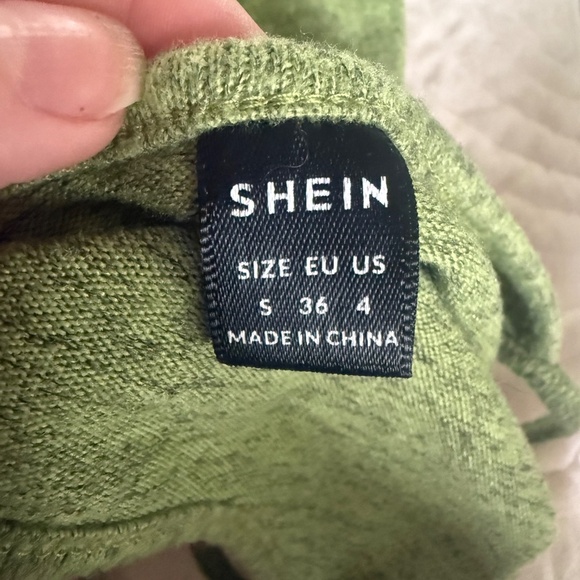 SHEIN
SIZE EU US
S 36 4
MADE IN CHINA